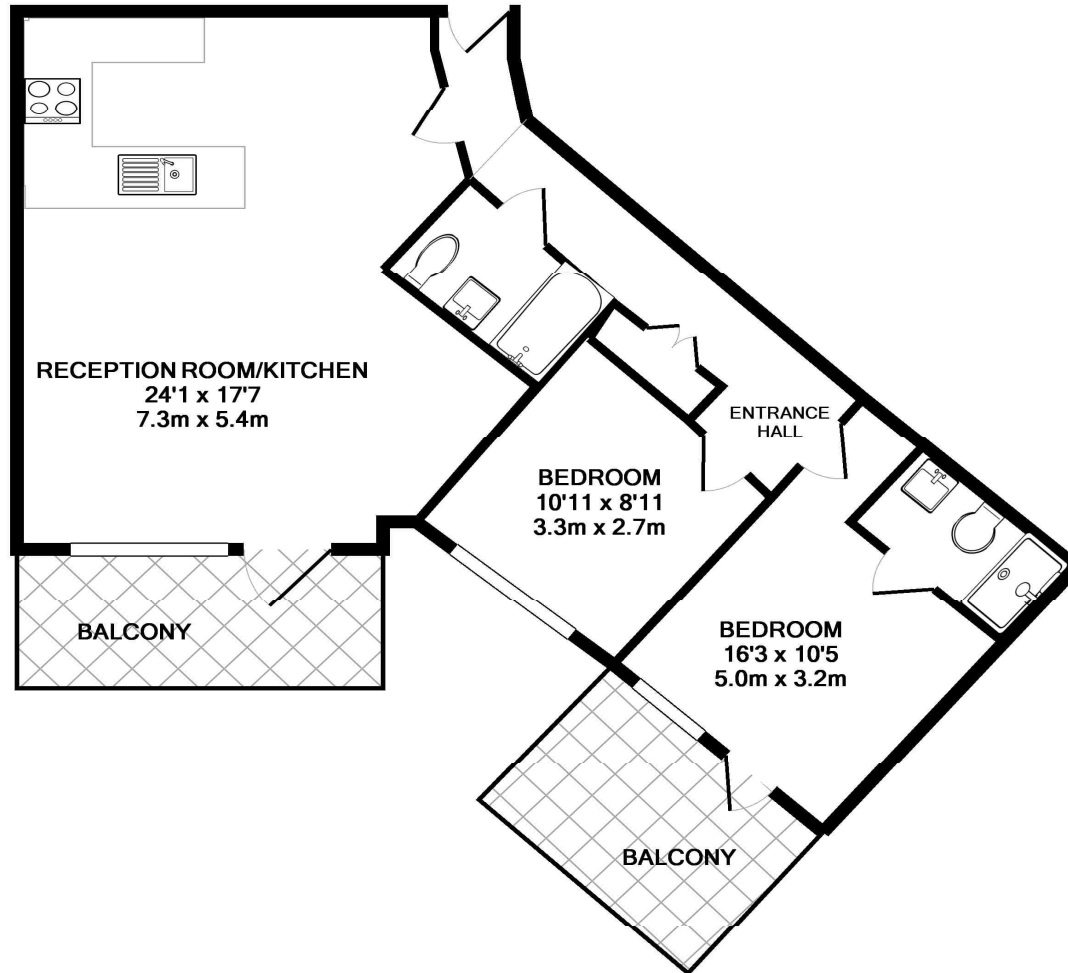 RECEPTION ROOM/KITCHEN
24'1 x 17'7
7.3m x 5.4m
ENTRANCE
HALL
BEDROOM
10'11 x 8'11
3.3m x 2.7m
BEDROOM
16'3 x 10'5
5.0m x 3.2m
BALCONY
BALCONY